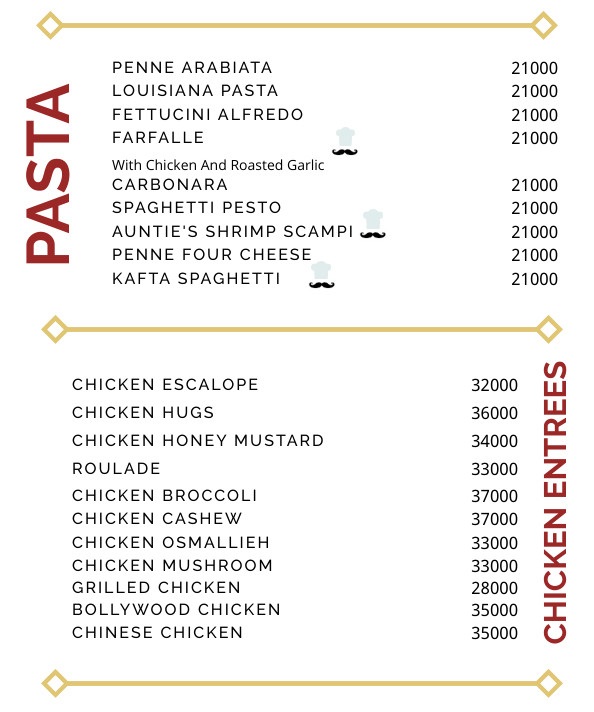 PASTA
PENNE ARABIATA 21000
LOUISIANA PASTA 21000
FETTUCINI ALFREDO 21000
FARFALLE 21000
With Chicken And Roasted Garlic
CARBONARA 21000
SPAGHETTI PESTO 21000
AUNTIE'S SHRIMP SCAMPI 21000
PENNE FOUR CHEESE 21000
KAFTA SPAGHETTI 21000
CHICKEN ENTREES
CHICKEN ESCALOPE 32000
CHICKEN HUGS 36000
CHICKEN HONEY MUSTARD 34000
ROULADE 33000
CHICKEN BROCCOLI 37000
CHICKEN CASHEW 37000
CHICKEN OSMALLIEH 33000
CHICKEN MUSHROOM 33000
GRILLED CHICKEN 28000
BOLLYWOOD CHICKEN 35000
CHINESE CHICKEN 35000